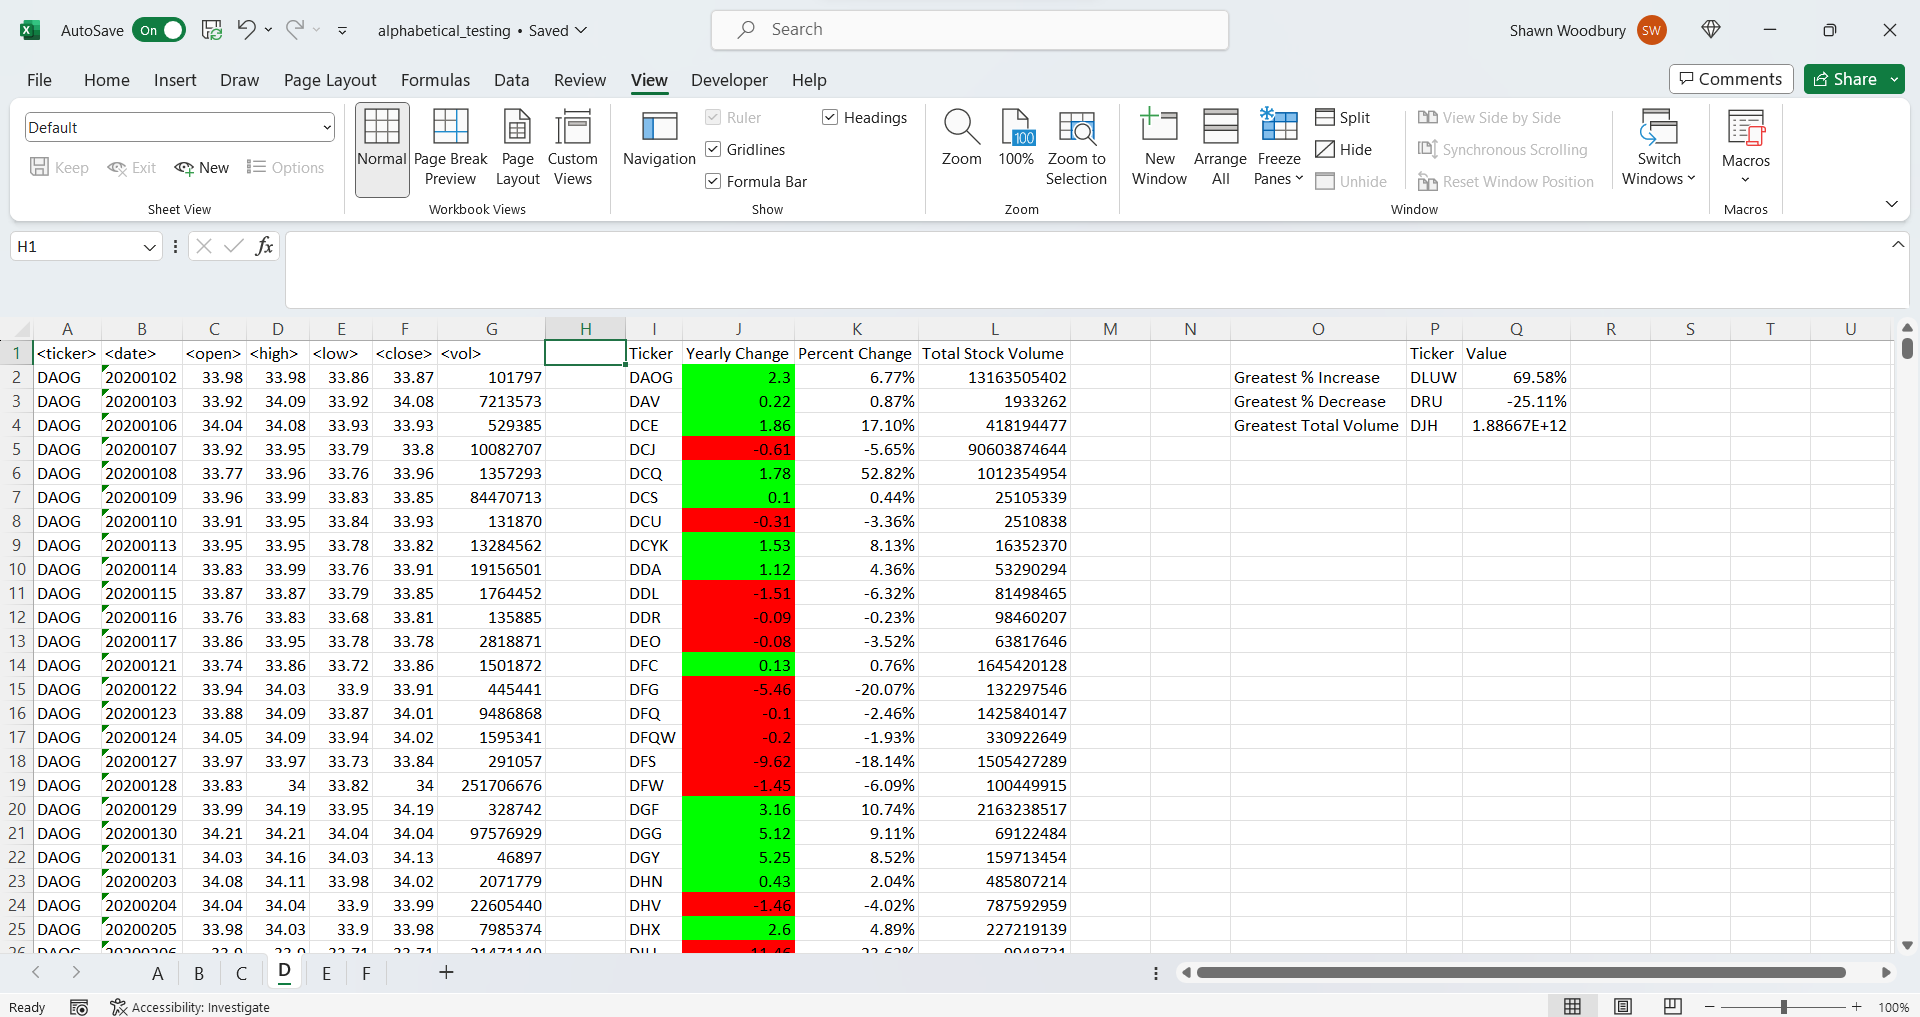 AutoSave On alphabetical_testing • Saved Search Shawn Woodbury SW
File Home Insert Draw Page Layout Formulas Data Review View Developer Help Comments Share
Default
Keep Exit New Options
Sheet View
Normal Page Break Preview Page Layout Custom Views
Workbook Views
Navigation
Ruler
Gridlines
Formula Bar
Headings
Show
Zoom 100 100% Zoom to Selection
Zoom
New Window Arrange All Freeze Panes
Split
Hide
Unhide
View Side by Side
Synchronous Scrolling
Reset Window Position
Switch Windows
Window
Macros
Macros
H1 fx
A B C D E F G H I J K L M N O P Q R S T U
1 <ticker> <date> <open> <high> <low> <close> <vol> Ticker Yearly Change Percent Change Total Stock Volume Ticker Value
2 DAOG 20200102 33.98 33.98 33.86 33.87 101797 DAOG 2.3 6.77% 13163505402 Greatest % Increase DLUW 69.58%
3 DAOG 20200103 33.92 34.09 33.92 34.08 7213573 DAV 0.22 0.87% 1933262 Greatest % Decrease DRU -25.11%
4 DAOG 20200106 34.04 34.08 33.93 33.93 529385 DCE 1.86 17.10% 418194477 Greatest Total Volume DJH 1.88667E+12
5 DAOG 20200107 33.92 33.95 33.79 33.8 10082707 DCJ -0.61 -5.65% 90603874644
6 DAOG 20200108 33.77 33.96 33.76 33.96 1357293 DCQ 1.78 52.82% 1012354954
7 DAOG 20200109 33.96 33.99 33.83 33.85 84470713 DCS 0.1 0.44% 25105339
8 DAOG 20200110 33.91 33.95 33.84 33.93 131870 DCU -0.31 -3.36% 2510838
9 DAOG 20200113 33.95 33.95 33.78 33.82 13284562 DCYK 1.53 8.13% 16352370
10 DAOG 20200114 33.83 33.99 33.76 33.91 19156501 DDA 1.12 4.36% 53290294
11 DAOG 20200115 33.87 33.87 33.79 33.85 1764452 DDL -1.51 -6.32% 81498465
12 DAOG 20200116 33.76 33.83 33.68 33.81 135885 DDR -0.09 -0.23% 98460207
13 DAOG 20200117 33.86 33.95 33.78 33.78 2818871 DEO -0.08 -3.52% 63817646
14 DAOG 20200121 33.74 33.86 33.72 33.86 1501872 DFC 0.13 0.76% 1645420128
15 DAOG 20200122 33.94 34.03 33.9 33.91 445441 DFG -5.46 -20.07% 132297546
16 DAOG 20200123 33.88 34.09 33.87 34.01 9486868 DFQ -0.1 -2.46% 1425840147
17 DAOG 20200124 34.05 34.09 33.94 34.02 1595341 DFQW -0.2 -1.93% 330922649
18 DAOG 20200127 33.97 33.97 33.73 33.84 291057 DFS -9.62 -18.14% 1505427289
19 DAOG 20200128 33.83 34 33.82 34 251706676 DFW -1.45 -6.09% 100449915
20 DAOG 20200129 33.99 34.19 33.95 34.19 328742 DGF 3.16 10.74% 2163238517
21 DAOG 20200130 34.21 34.21 34.04 34.04 97576929 DGG 5.12 9.11% 69122484
22 DAOG 20200131 34.03 34.16 34.03 34.13 46897 DGY 5.25 8.52% 159713454
23 DAOG 20200203 34.08 34.11 33.98 34.02 2071779 DHN 0.43 2.04% 485807214
24 DAOG 20200204 34.04 34.04 33.9 33.99 22605440 DHV -1.46 -4.02% 787592959
25 DAOG 20200205 33.98 34.03 33.9 33.98 7985374 DHX 2.6 4.89% 227219139
A B C D E F +
Ready Accessibility: Investigate 100%